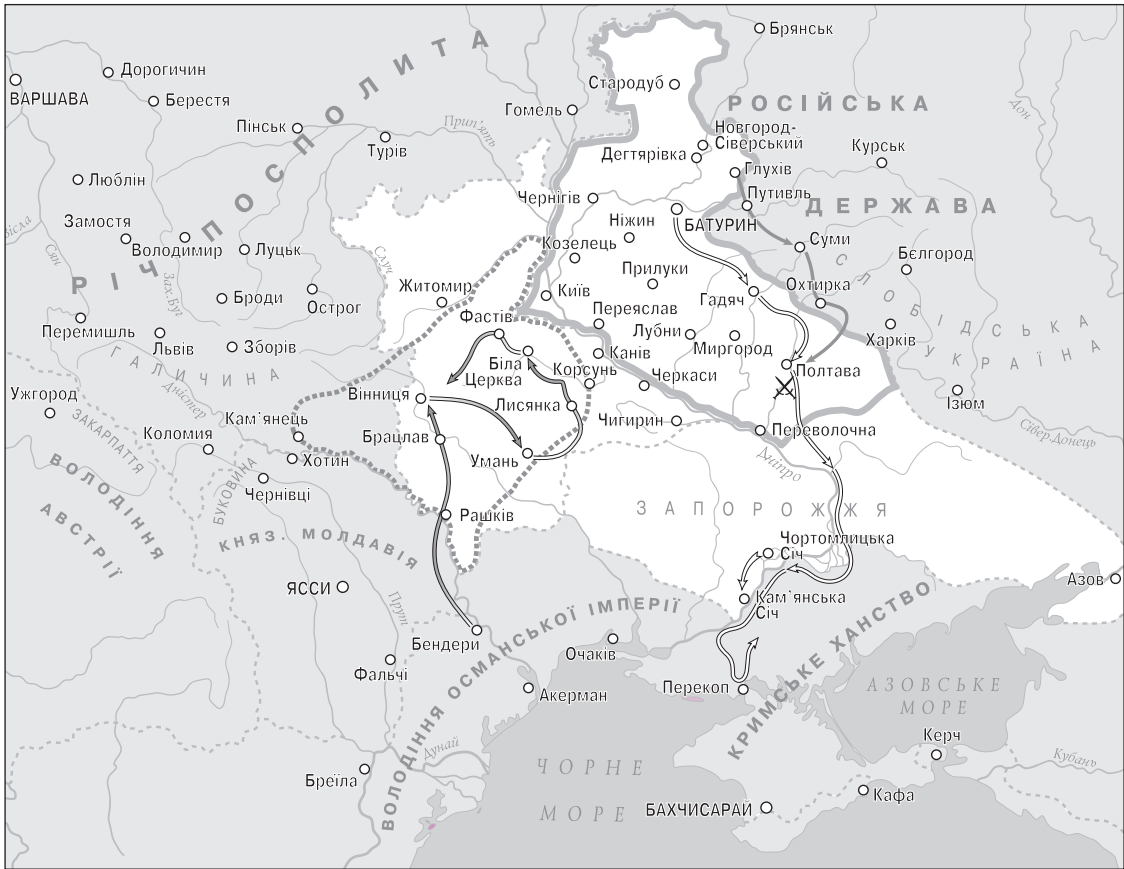 Брянськ
Дорогичин
ВАРШАВА
Берестя
Стародуб
РІЧ ПОСПОЛИТА
РОСІЙСЬКА
ДЕРЖАВА
Гомель
Пінськ
Прип'ять
Турів
Новгород-
Сіверський
Дегтярівка
Курськ
Дон
Глухів
Люблін
Путивль
Чернігів
БАТУРИН
Замостя
Володимир
Луцьк
Вісла
Сян
Зах.Буг
Случ
Ніжин
Козелець
Суми
Бєлгород
СЛОБІДСЬКА
УКРАЇНА
Прилуки
Житомир
Київ
Гадяч
Охтирка
Броди
Острог
Перемишль
Львів
Зборів
Фастів
Переяслав
Лубни
Миргород
Харків
ГАЛИЧИНА
Канів
Біла
Церква
Корсунь
Полтава
Ужгород
ЗАКАРПАТТЯ
Дністер
Вінниця
Лисянка
Черкаси
Ізюм
Кам'янець
Коломия
Брацлав
Чигирин
Переволочна
Сівер.Донець
Хотин
Умань
Дніпро
ВОЛОДІННЯ
АВСТРІЇ
БУКОВИНА
Чернівці
Рашків
ЗАПОРОЖЖЯ
КНЯЗ. МОЛДАВІЯ
Чортомлицька
Січ
ЯССИ
Прут
Кам'янська
Січ
Азов
Бендери
ВОЛОДІННЯ ОСМАНСЬКОЇ ІМПЕРІЇ
Очаків
КРИМСЬКЕ ХАНСТВО
Фальчі
Акерман
Перекоп
АЗОВСЬКЕ
МОРЕ
Дунай
Керч
Кубань
Бреїла
ЧОРНЕ
МОРЕ
БАХЧИСАРАЙ
Кафа